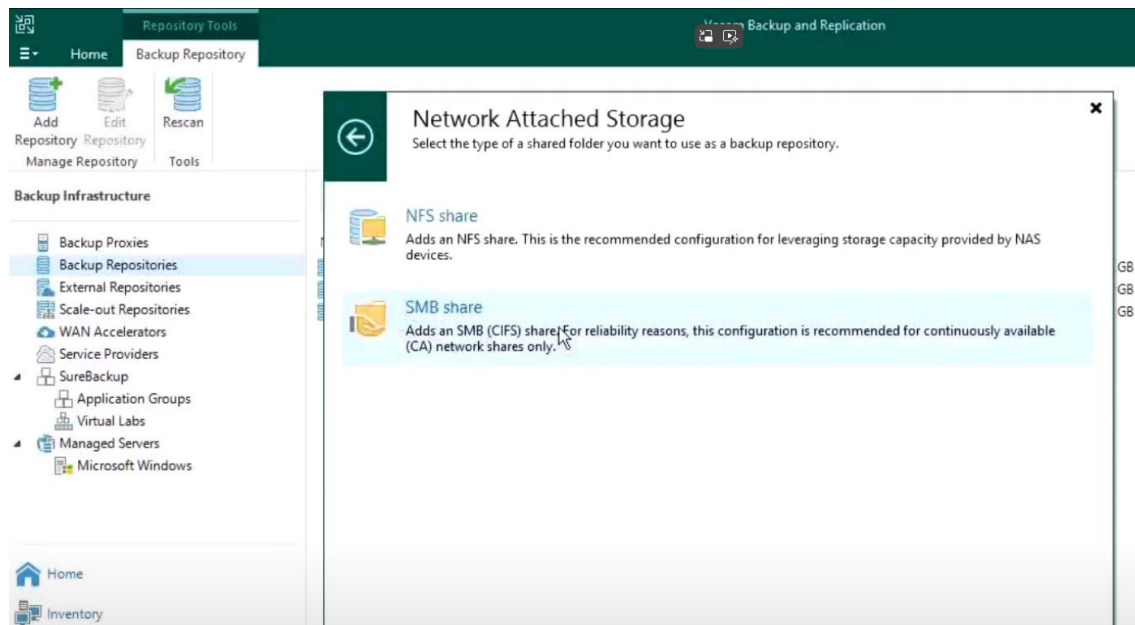 Repository Tools
Backup and Replication
Home
Backup Repository
Add Repository
Edit Repository
Rescan
Manage Repository
Tools
Backup Infrastructure
Backup Proxies
Backup Repositories
External Repositories
Scale-out Repositories
WAN Accelerators
Service Providers
SureBackup
Application Groups
Virtual Labs
Managed Servers
Microsoft Windows
Home
Inventory
Network Attached Storage
Select the type of a shared folder you want to use as a backup repository.
NFS share
Adds an NFS share. This is the recommended configuration for leveraging storage capacity provided by NAS
devices.
SMB share
Adds an SMB (CIFS) share. For reliability reasons, this configuration is recommended for continuously available
(CA) network shares only.
GB
GB
GB